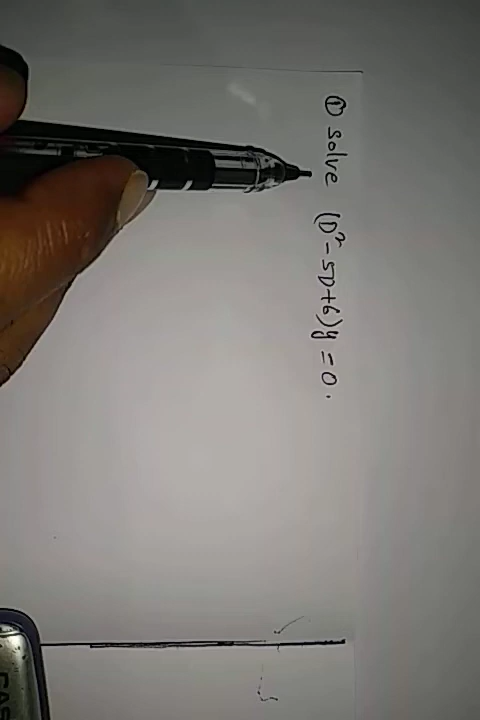 ① Solve (D² - 5D + 6)y = 0.